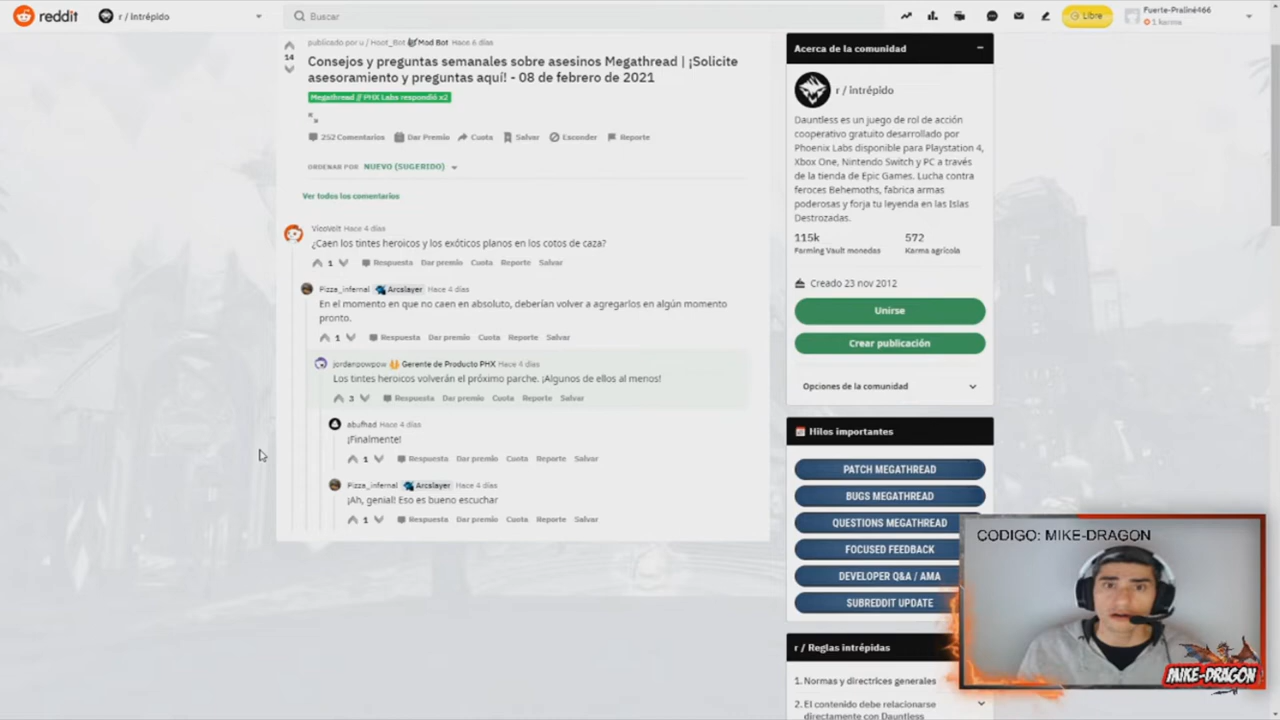 reddit
r / Intrépido
Buscar
Libre
Fuerte-Praliné466
1 karma
publicado por u / Hoot_Bot Mod Bot Hace 6 días
14
Consejos y preguntas semanales sobre asesinos Megathread | ¡Solicite
asesoramiento y preguntas aquí! - 08 de febrero de 2021
Megathread // PHX Labs respondió x2
252 Comentarios Dar Premio Cuota Salvar Esconder Reporte
ORDENAR POR NUEVO (SUGERIDO)
Ver todos los comentarios
VicoVolt Hace 4 días
¿Caen los tintes heroicos y los exóticos planos en los cotos de caza?
1 Respuesta Dar premio Cuota Reporte Salvar
Pizza_infernal Arcslayer Hace 4 días
En el momento en que no caen en absoluto, deberían volver a agregarlos en algún momento
pronto.
1 Respuesta Dar premio Cuota Reporte Salvar
jordenpowpow Gerente de Producto PHX Hace 4 días
Los tintes heroicos volverán el próximo parche. ¡Algunos de ellos al menos!
3 Respuesta Dar premio Cuota Reporte Salvar
abufhad Hace 4 días
¡Finalmente!
1 Respuesta Dar premio Cuota Reporte Salvar
Pizza_infernal Arcslayer Hace 4 días
¡Ah, genial! Eso es bueno escuchar
1 Respuesta Dar premio Cuota Reporte Salvar
Acerca de la comunidad
r / intrépido
Dauntless es un juego de rol de acción
cooperativo gratuito desarrollado por
Phoenix Labs disponible para Playstation 4,
Xbox One, Nintendo Switch y PC a través
de la tienda de Epic Games. Lucha contra
feroces Behemoths, fabrica armas
poderosas y forja tu leyenda en las Islas
Destrozadas.
115k 572
Farming Vault monedas Karma agrícola
Creado 23 nov 2012
Unirse
Crear publicación
Opciones de la comunidad
Hilos importantes
PATCH MEGATHREAD
BUGS MEGATHREAD
QUESTIONS MEGATHREAD
FOCUSED FEEDBACK
DEVELOPER Q&A / AMA
SUBREDDIT UPDATE
r / Reglas intrépidas
1. Normas y directrices generales
2. El contenido debe relacionarse
directamente con Dauntless
CODIGO: MIKE-DRAGON
MIKE-DRAGON